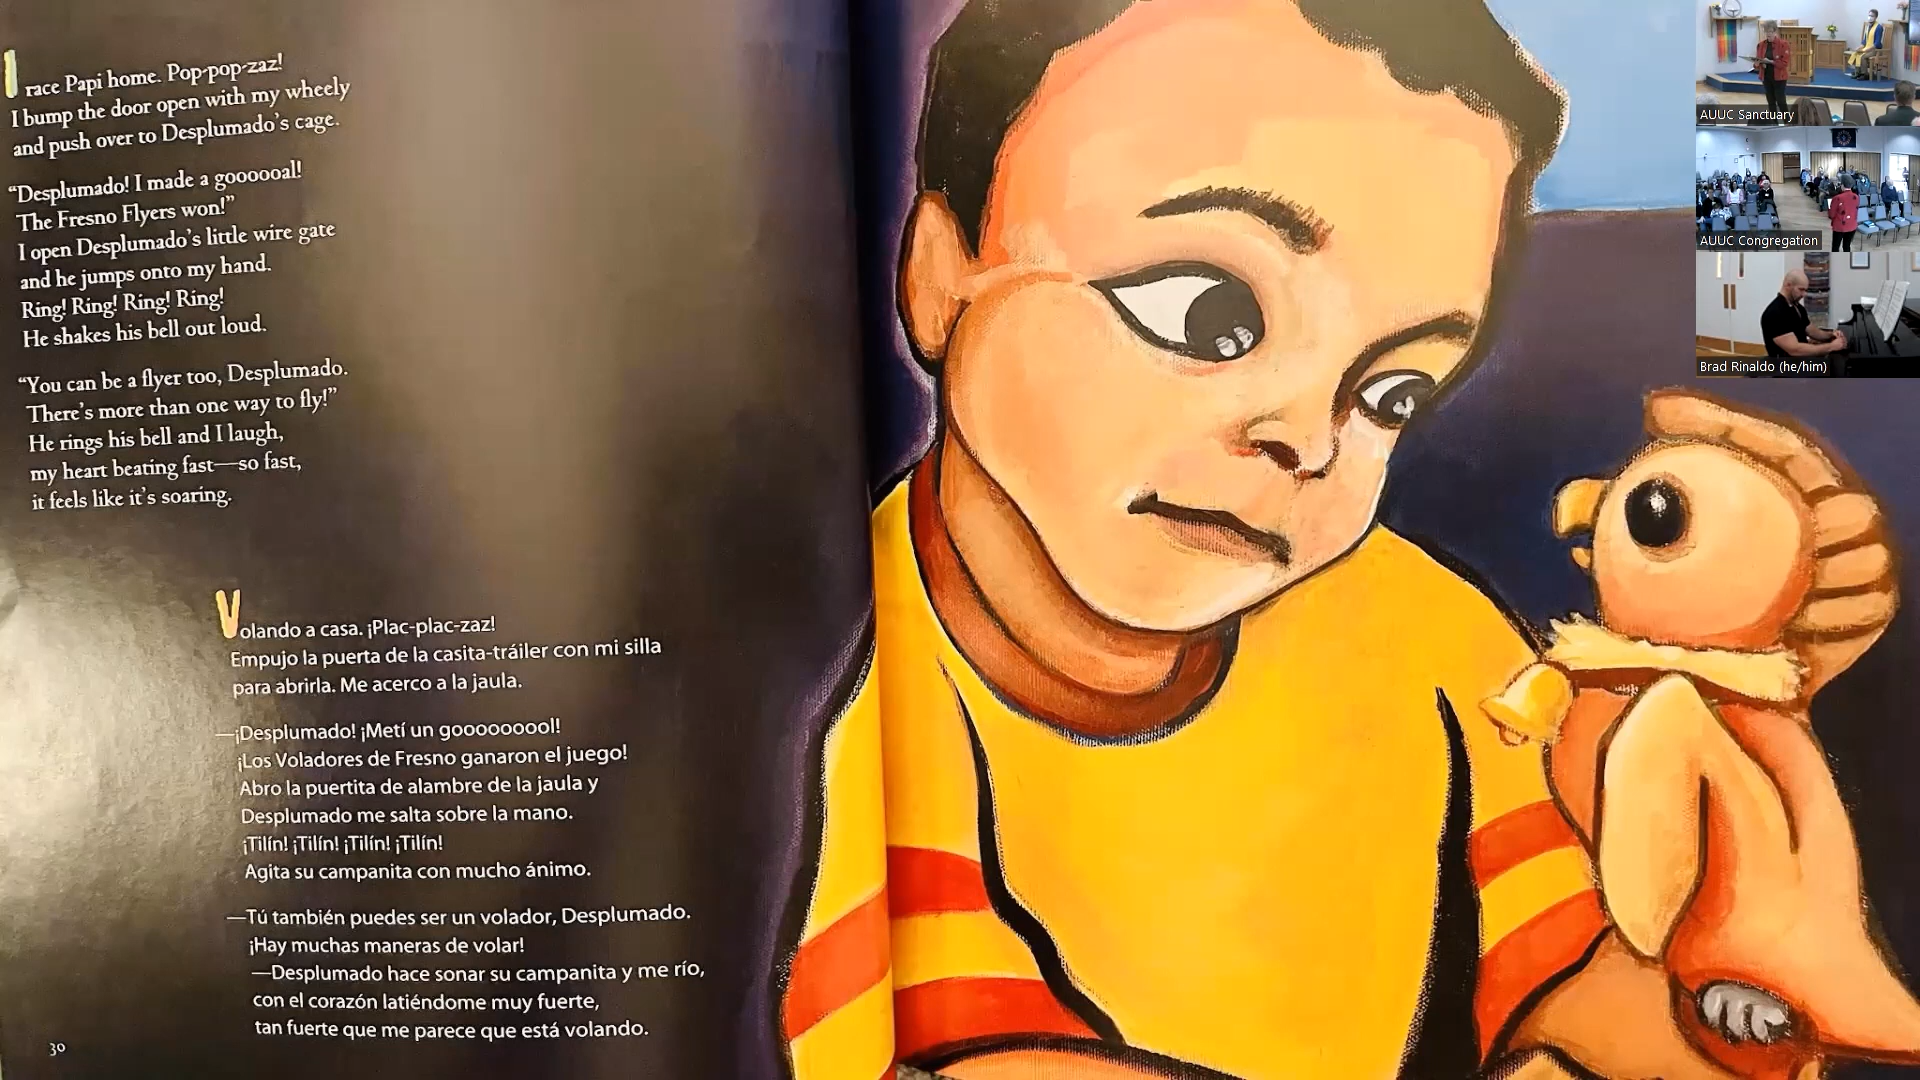 I race Papi home. Pop-pop-zaz!
I bump the door open with my wheely
and push over to Desplumado's cage.
“Desplumado! I made a goooooal!
The Fresno Flyers won!”
I open Desplumado's little wire gate
and he jumps onto my hand.
Ring! Ring! Ring! Ring!
He shakes his bell out loud.
“You can be a flyer too, Desplumado.
There's more than one way to fly!”
He rings his bell and I laugh,
my heart beating fast—so fast,
it feels like it's soaring.
Volando a casa. ¡Plac-plac-zaz!
Empujo la puerta de la casita-tráiler con mi silla
para abrirla. Me acerco a la jaula.
—¡Desplumado! ¡Metí un gooooooool!
¡Los Voladores de Fresno ganaron el juego!
Abro la puertita de alambre de la jaula y
Desplumado me salta sobre la mano.
¡Tilín! ¡Tilín! ¡Tilín! ¡Tilín!
Agita su campanita con mucho ánimo.
—Tú también puedes ser un volador, Desplumado.
¡Hay muchas maneras de volar!
—Desplumado hace sonar su campanita y me río,
con el corazón latiéndome muy fuerte,
tan fuerte que me parece que está volando.
30
AUUC Sanctuary
AUUC Congregation
Brad Rinaldo (he/him)